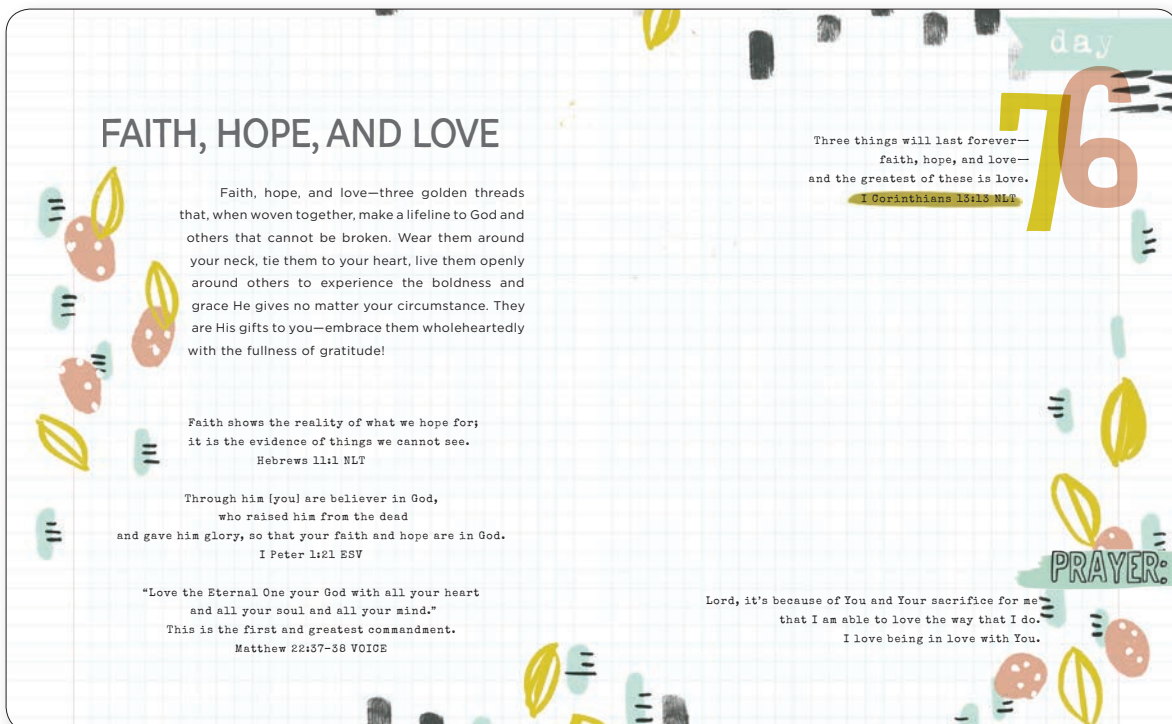 FAITH, HOPE, AND LOVE
Faith, hope, and love—three golden threads
that, when woven together, make a lifeline to God and
others that cannot be broken. Wear them around
your neck, tie them to your heart, live them openly
around others to experience the boldness and
grace He gives no matter your circumstance. They
are His gifts to you—embrace them wholeheartedly
with the fullness of gratitude!
Faith shows the reality of what we hope for;
it is the evidence of things we cannot see.
Hebrews 11:1 NLT
Through him [you] are believer in God,
who raised him from the dead
and gave him glory, so that your faith and hope are in God.
I Peter 1:21 ESV
“Love the Eternal One your God with all your heart
and all your soul and all your mind.”
This is the first and greatest commandment.
Matthew 22:37–38 VOICE
day
76
Three things will last forever—
faith, hope, and love—
and the greatest of these is love.
I Corinthians 13:13 NLT
PRAYER:
Lord, it’s because of You and Your sacrifice for me
that I am able to love the way that I do.
I love being in love with You.